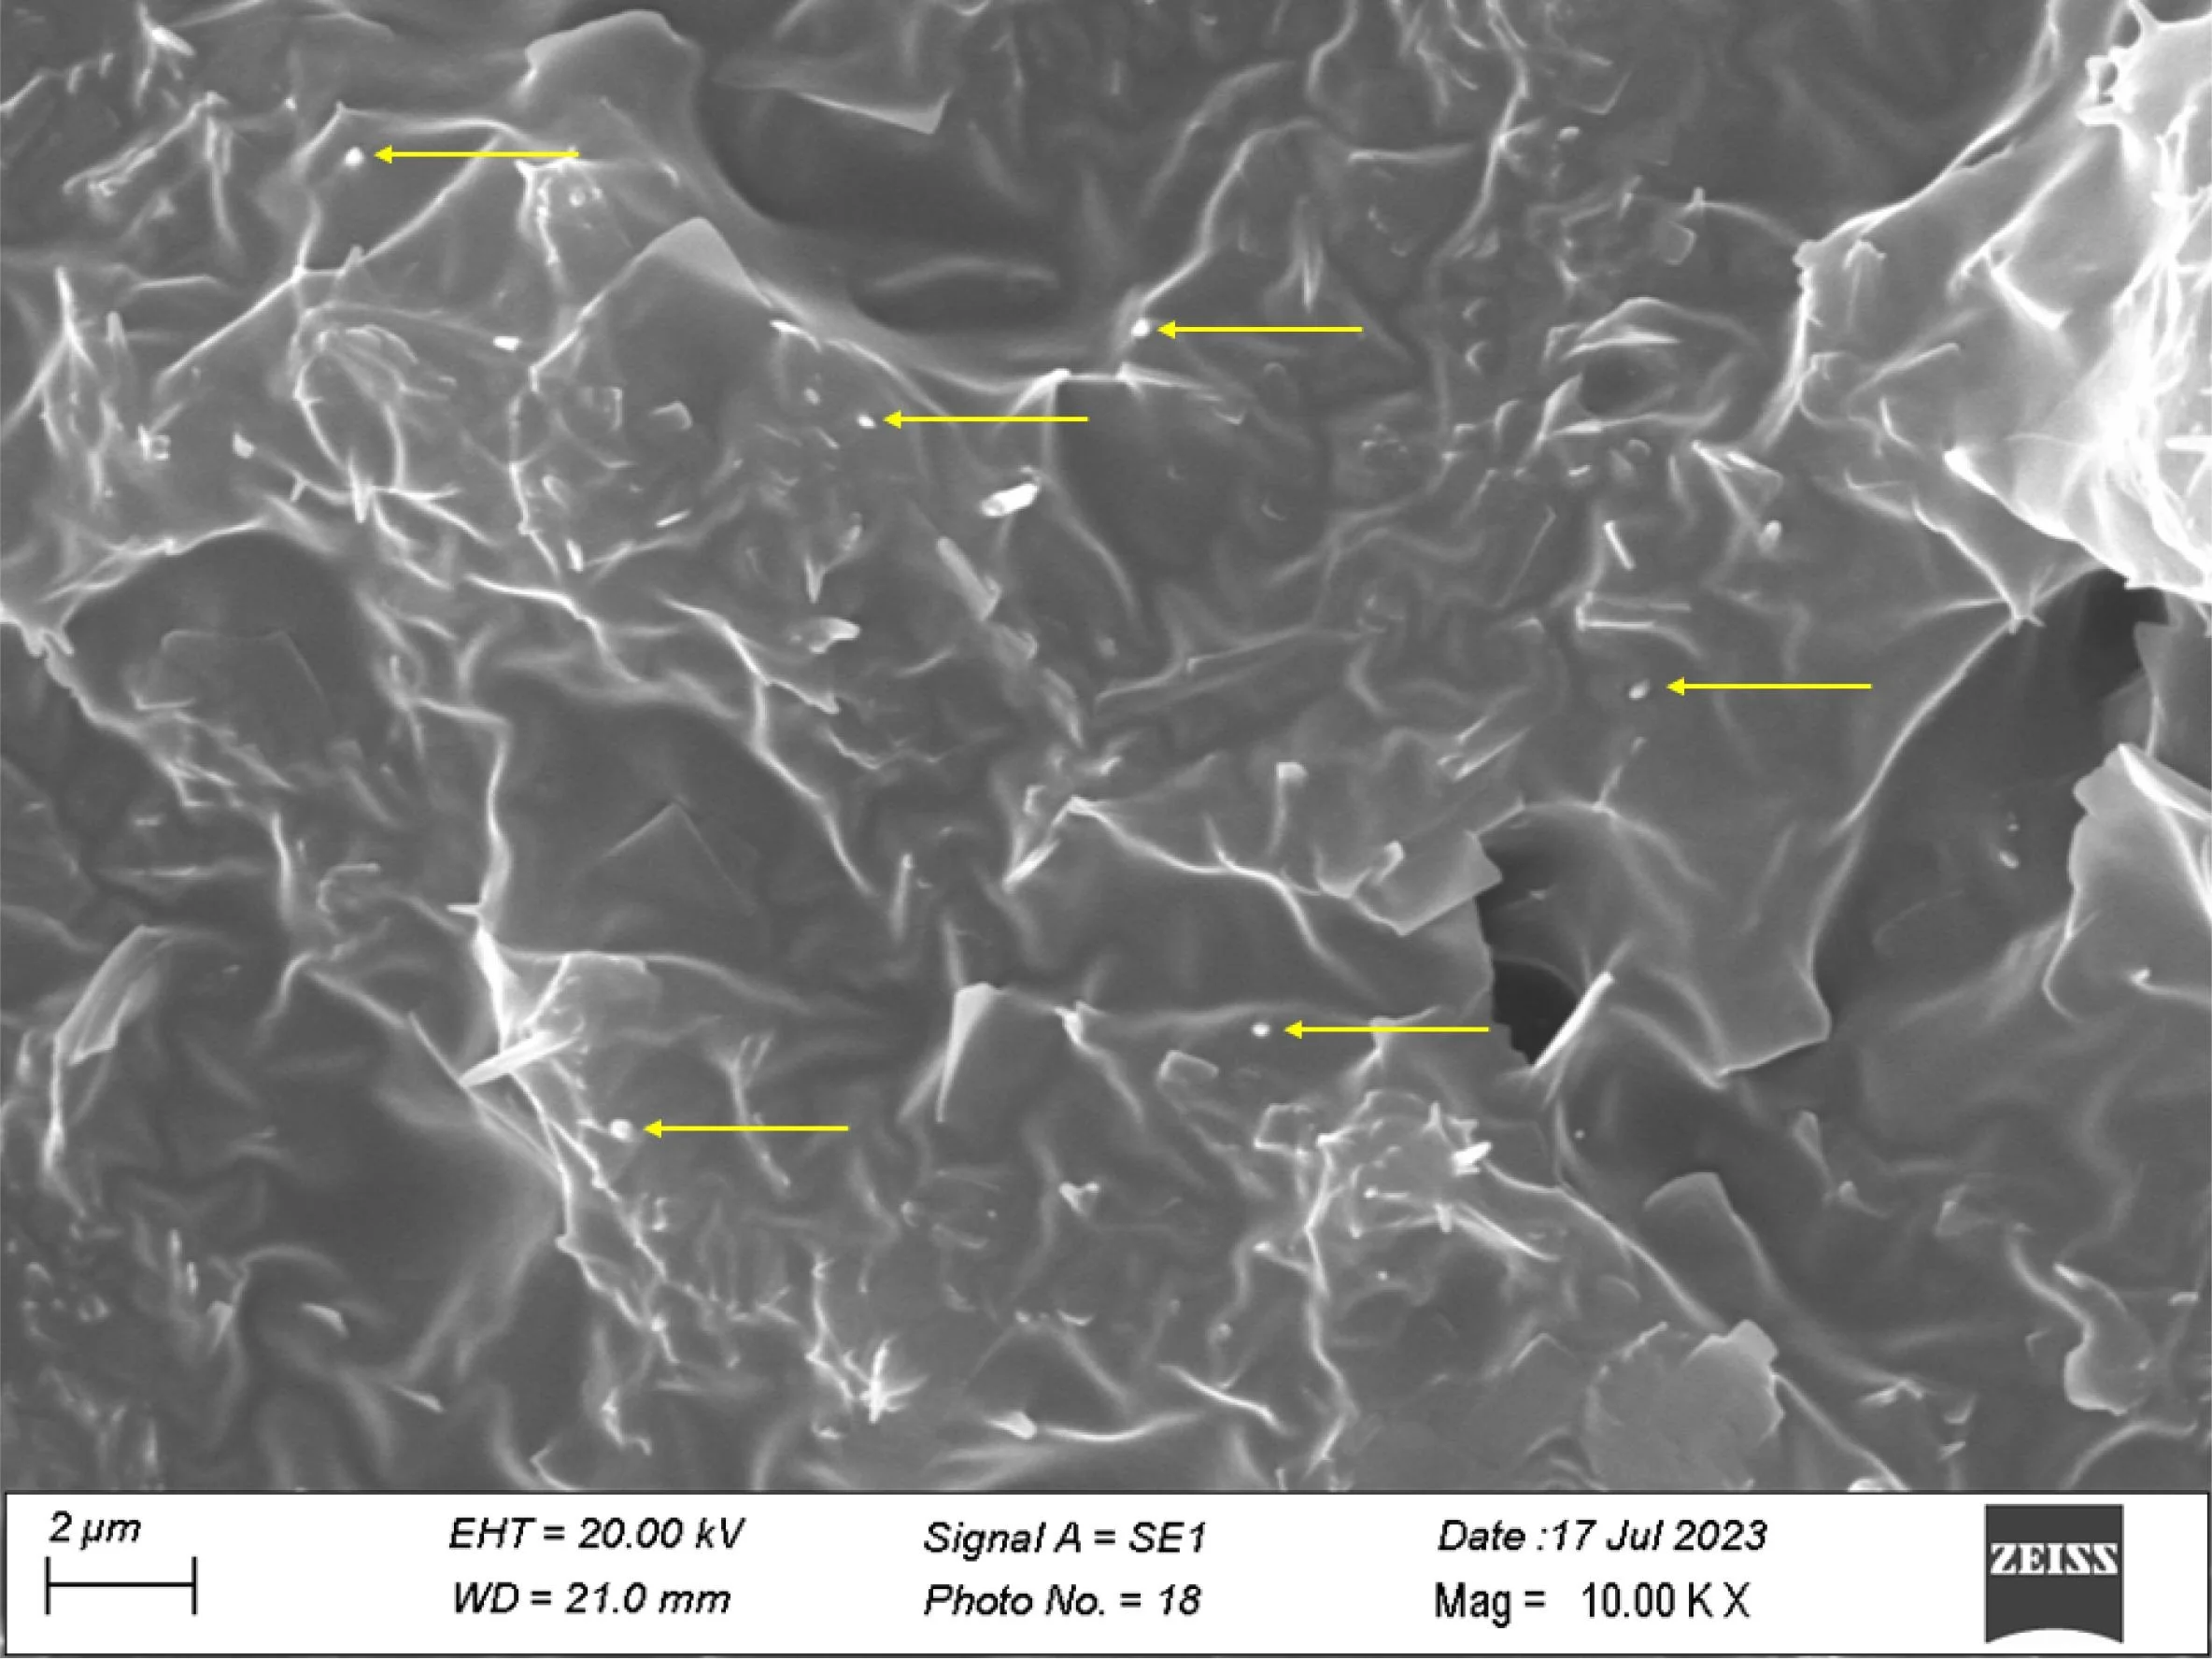 2 µm
EHT = 20.00 kV
WD = 21.0 mm
Signal A = SE1
Photo No. = 18
Date :17 Jul 2023
Mag = 10.00 K X
ZEISS